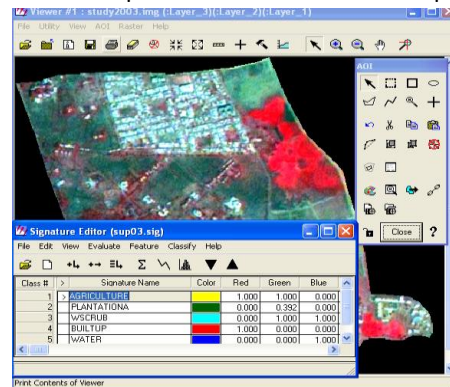 Viewer #1 : study2003.img (:Layer_3)(:Layer_2)(:Layer_1)
File Utility View AOI Raster Help
AOI
Signature Editor (sup03.sig)
File Edit View Evaluate Feature Classify Help
Class # > Signature Name Color Red Green Blue
1 > AGRICULTURE 1.000 1.000 0.000
2 PLANTATIONA 0.000 0.392 0.000
3 WSCRUB 0.000 1.000 1.000
4 BUILTUP 1.000 0.000 0.000
5 WATER 0.000 0.000 1.000
Close ?
Print Contents of Viewer